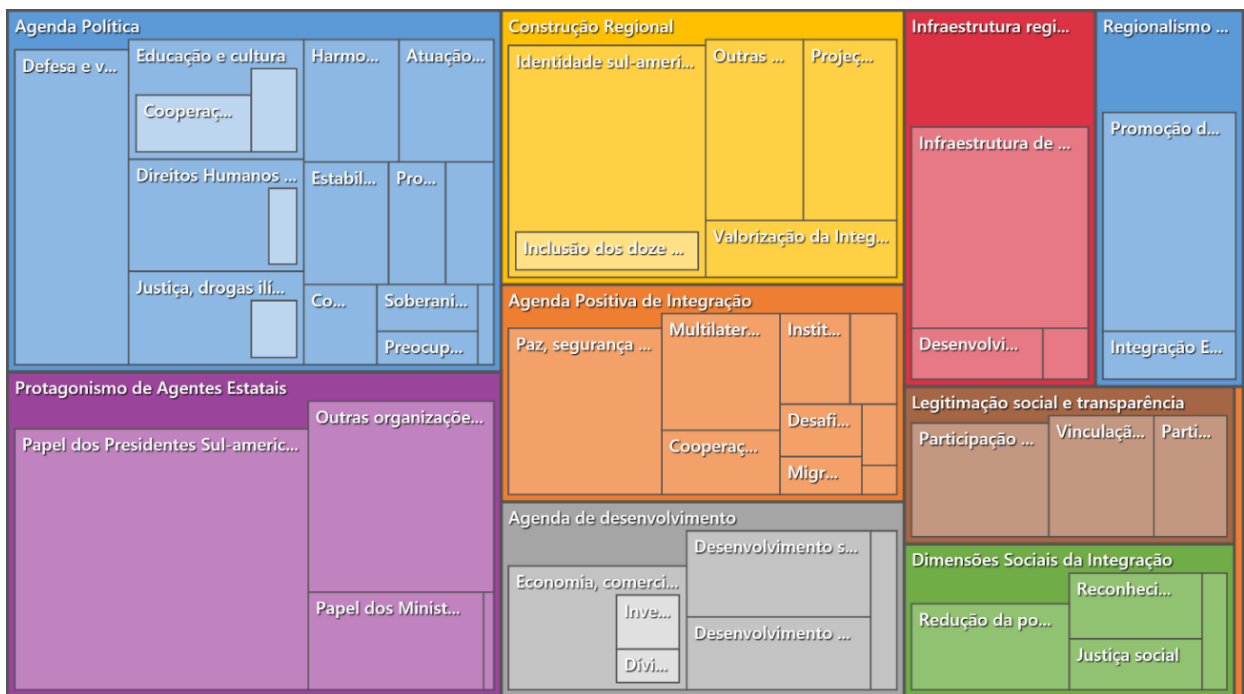 Agenda Política
Defesa e v...
Educação e cultura
Cooperaç...
Harmo...
Atuação...
Direitos Humanos ...
Estabil...
Pro...
Justiça, drogas ilí...
Co...
Soberani...
Preocup...
Protagonismo de Agentes Estatais
Papel dos Presidentes Sul-americ...
Outras organizaçõe...
Papel dos Minist...
Construção Regional
Identidade sul-ameri...
Outras ...
Projeç...
Inclusão dos doze ...
Valorização da Integ...
Agenda Positiva de Integração
Paz, segurança ...
Multilater...
Instit...
Cooperaç...
Desafi...
Migr...
Agenda de desenvolvimento
Economia, comerci...
Inve...
Dívi...
Desenvolvimento s...
Desenvolvimento ...
Infraestrutura regi...
Infraestrutura de ...
Desenvolvi...
Regionalismo ...
Promoção d...
Integração E...
Legitimação social e transparência
Participação ...
Vinculaçã...
Parti...
Dimensões Sociais da Integração
Redução da po...
Reconheci...
Justiça social